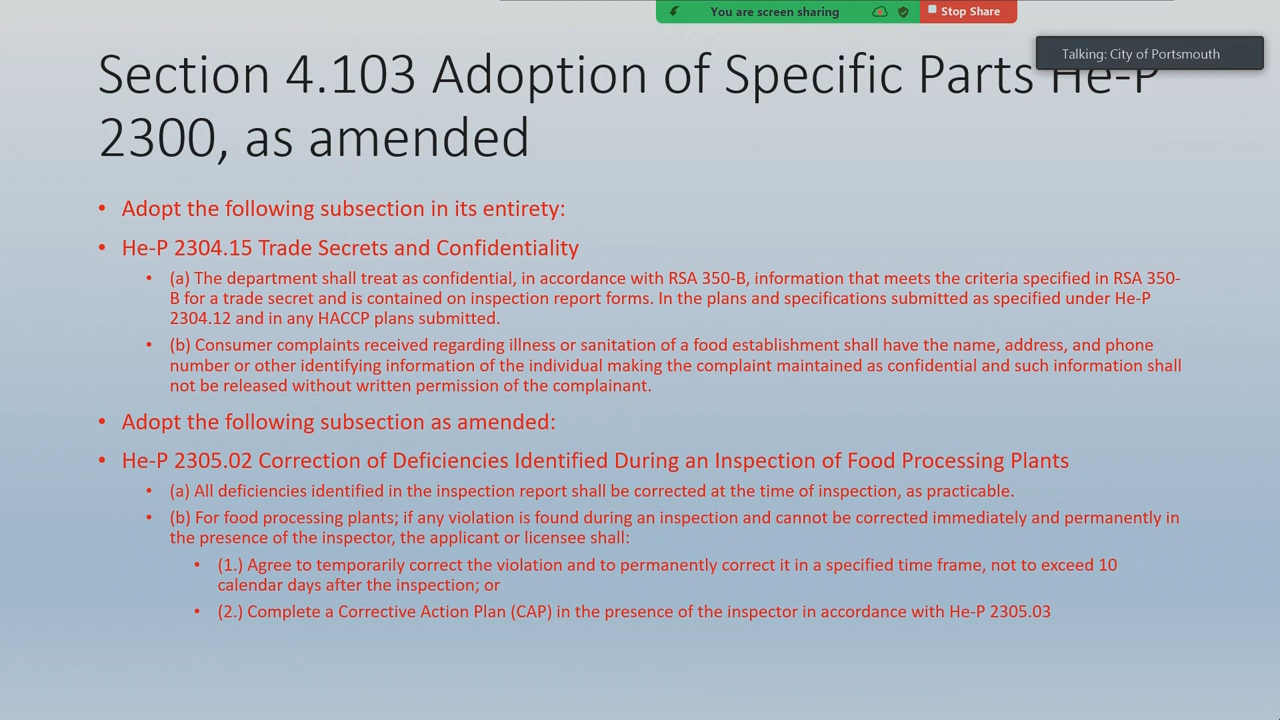 You are screen sharing
Stop Share
Talking: City of Portsmouth
Section 4.103 Adoption of Specific Parts He-P
2300, as amended
• Adopt the following subsection in its entirety:
• He-P 2304.15 Trade Secrets and Confidentiality
• (a) The department shall treat as confidential, in accordance with RSA 350-B, information that meets the criteria specified in RSA 350-
B for a trade secret and is contained on inspection report forms. In the plans and specifications submitted as specified under He-P
2304.12 and in any HACCP plans submitted.
• (b) Consumer complaints received regarding illness or sanitation of a food establishment shall have the name, address, and phone
number or other identifying information of the individual making the complaint maintained as confidential and such information shall
not be released without written permission of the complainant.
• Adopt the following subsection as amended:
• He-P 2305.02 Correction of Deficiencies Identified During an Inspection of Food Processing Plants
• (a) All deficiencies identified in the inspection report shall be corrected at the time of inspection, as practicable.
• (b) For food processing plants; if any violation is found during an inspection and cannot be corrected immediately and permanently in
the presence of the inspector, the applicant or licensee shall:
• (1.) Agree to temporarily correct the violation and to permanently correct it in a specified time frame, not to exceed 10
calendar days after the inspection; or
• (2.) Complete a Corrective Action Plan (CAP) in the presence of the inspector in accordance with He-P 2305.03